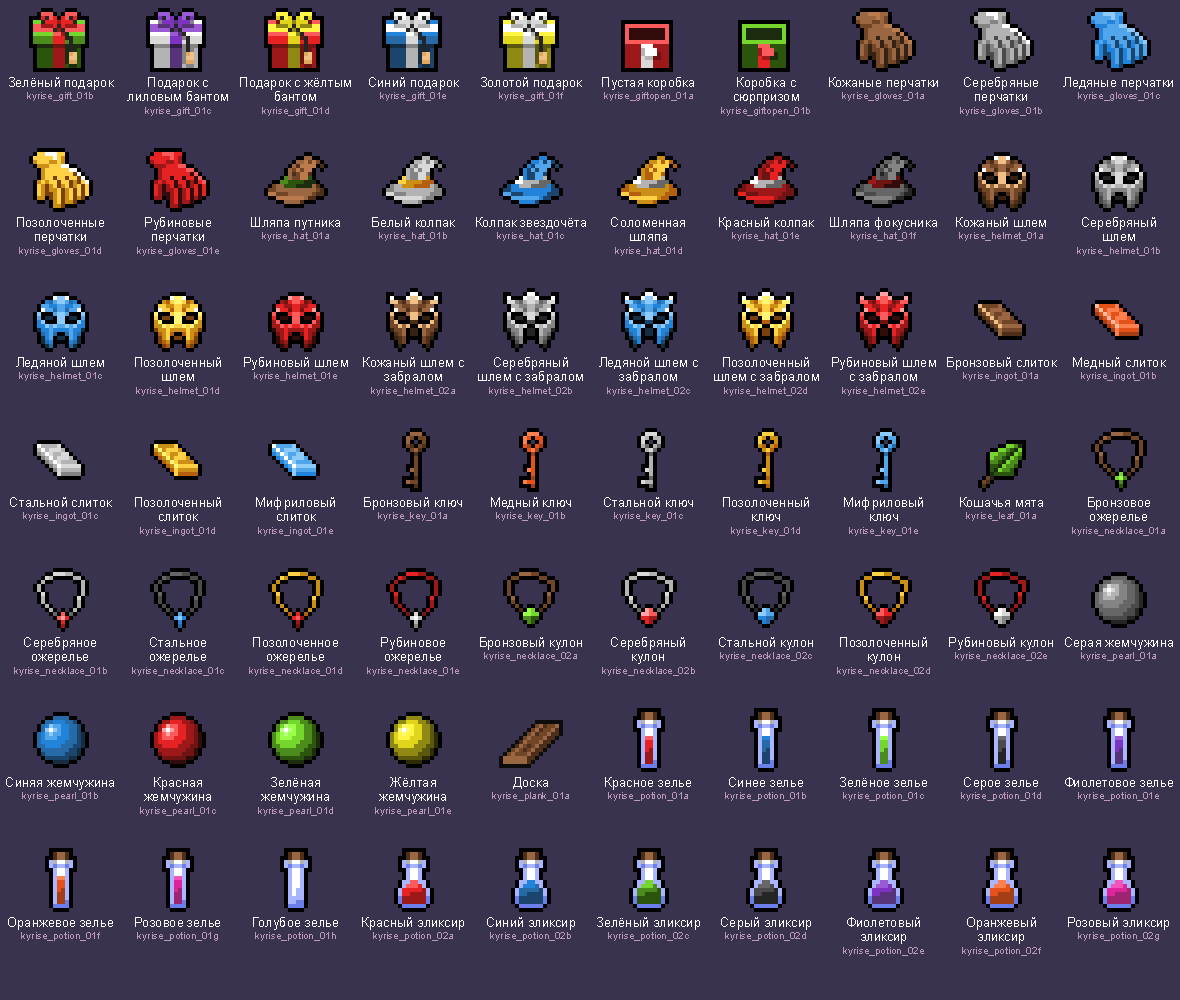 Зелёный подарок
kyrise_gift_01b
Подарок с
лиловым бантом
kyrise_gift_01c
Подарок с жёлтым
бантом
kyrise_gift_01d
Синий подарок
kyrise_gift_01e
Золотой подарок
kyrise_gift_01f
Пустая коробка
kyrise_giftopen_01a
Коробка с
сюрпризом
kyrise_giftopen_01b
Кожаные перчатки
kyrise_gloves_01a
Серебряные
перчатки
kyrise_gloves_01b
Ледяные перчатки
kyrise_gloves_01c
Позолоченные
перчатки
kyrise_gloves_01d
Рубиновые
перчатки
kyrise_gloves_01e
Шляпа путника
kyrise_hat_01a
Белый колпак
kyrise_hat_01b
Колпак звездочёта
kyrise_hat_01c
Соломенная
шляпа
kyrise_hat_01d
Красный колпак
kyrise_hat_01e
Шляпа фокусника
kyrise_hat_01f
Кожаный шлем
kyrise_helmet_01a
Серебряный
шлем
kyrise_helmet_01b
Ледяной шлем
kyrise_helmet_01c
Позолоченный
шлем
kyrise_helmet_01d
Рубиновый шлем
kyrise_helmet_01e
Кожаный шлем с
забралом
kyrise_helmet_02a
Серебряный
шлем с забралом
kyrise_helmet_02b
Ледяной шлем с
забралом
kyrise_helmet_02c
Позолоченный
шлем с забралом
kyrise_helmet_02d
Рубиновый шлем
с забралом
kyrise_helmet_02e
Бронзовый слиток
kyrise_ingot_01a
Медный слиток
kyrise_ingot_01b
Стальной слиток
kyrise_ingot_01c
Позолоченный
слиток
kyrise_ingot_01d
Мифриловый
слиток
kyrise_ingot_01e
Бронзовый ключ
kyrise_key_01a
Медный ключ
kyrise_key_01b
Стальной ключ
kyrise_key_01c
Позолоченный
ключ
kyrise_key_01d
Мифриловый
ключ
kyrise_key_01e
Кошачья мята
kyrise_leaf_01a
Бронзовое
ожерелье
kyrise_necklace_01a
Серебряное
ожерелье
kyrise_necklace_01b
Стальное
ожерелье
kyrise_necklace_01c
Позолоченное
ожерелье
kyrise_necklace_01d
Рубиновое
ожерелье
kyrise_necklace_01e
Бронзовый кулон
kyrise_necklace_02a
Серебряный
кулон
kyrise_necklace_02b
Стальной кулон
kyrise_necklace_02c
Позолоченный
кулон
kyrise_necklace_02d
Рубиновый кулон
kyrise_necklace_02e
Серая жемчужина
kyrise_pearl_01a
Синяя жемчужина
kyrise_pearl_01b
Красная
жемчужина
kyrise_pearl_01c
Зелёная
жемчужина
kyrise_pearl_01d
Жёлтая
жемчужина
kyrise_pearl_01e
Доска
kyrise_plank_01a
Красное зелье
kyrise_potion_01a
Синее зелье
kyrise_potion_01b
Зелёное зелье
kyrise_potion_01c
Серое зелье
kyrise_potion_01d
Фиолетовое зелье
kyrise_potion_01e
Оранжевое зелье
kyrise_potion_01f
Розовое зелье
kyrise_potion_01g
Голубое зелье
kyrise_potion_01h
Красный эликсир
kyrise_potion_02a
Синий эликсир
kyrise_potion_02b
Зелёный эликсир
kyrise_potion_02c
Серый эликсир
kyrise_potion_02d
Фиолетовый
эликсир
kyrise_potion_02e
Оранжевый
эликсир
kyrise_potion_02f
Розовый эликсир
kyrise_potion_02g